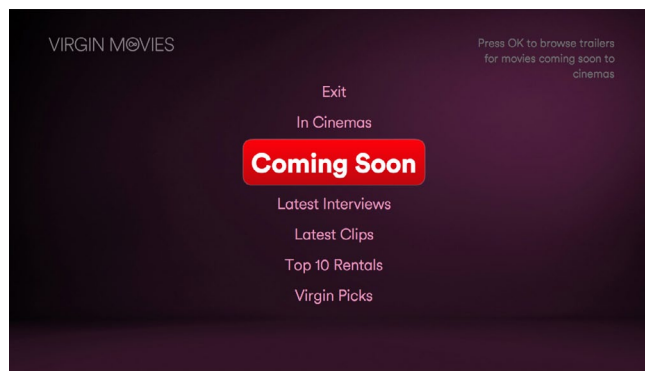 VIRGIN MOVIES
Press OK to browse trailers
for movies coming soon to
cinemas
Exit
In Cinemas
Coming Soon
Latest Interviews
Latest Clips
Top 10 Rentals
Virgin Picks